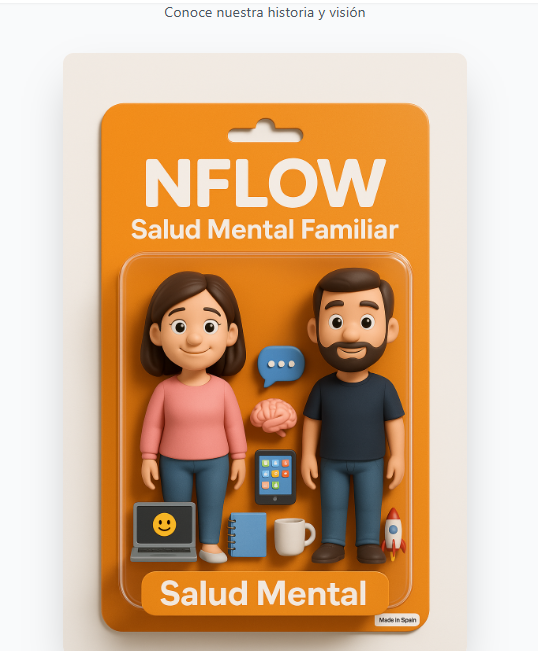 Conoce nuestra historia y visión
NFLOW
Salud Mental Familiar
Salud Mental
Made in Spain